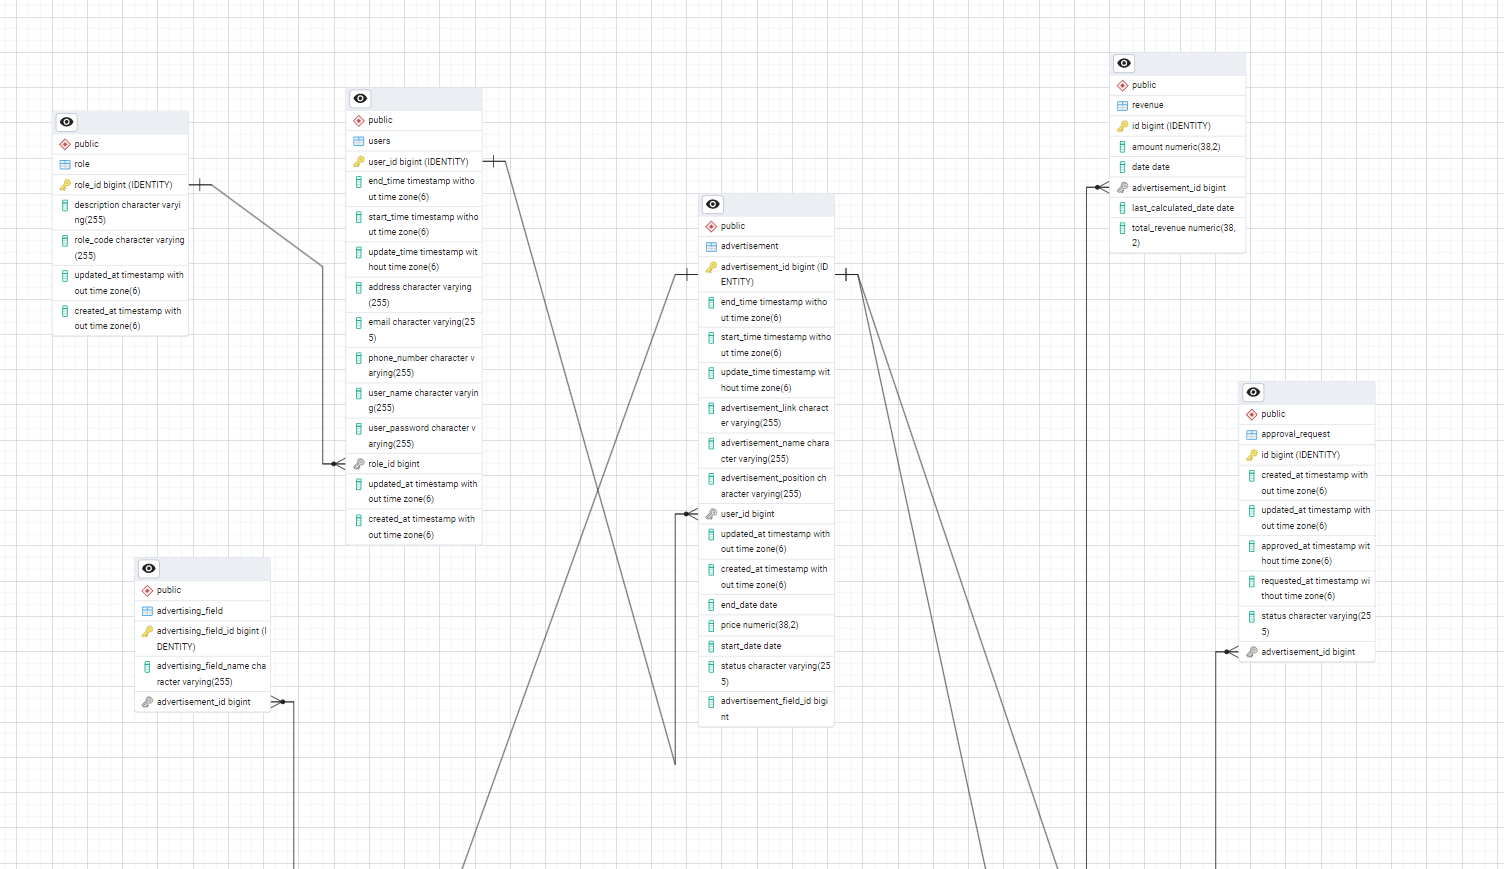 public
role
role_id bigint (IDENTITY)
description character varyi
ng(255)
role_code character varying
(255)
updated_at timestamp with
out time zone(6)
created_at timestamp with
out time zone(6)
public
users
user_id bigint (IDENTITY)
end_time timestamp witho
ut time zone(6)
start_time timestamp witho
ut time zone(6)
update_time timestamp wit
hout time zone(6)
address character varying
(255)
email character varying(25
5)
phone_number character v
arying(255)
user_name character varyin
g(255)
user_password character v
arying(255)
role_id bigint
updated_at timestamp with
out time zone(6)
created_at timestamp with
out time zone(6)
public
advertising_field
advertising_field_id bigint (I
DENTITY)
advertising_field_name cha
racter varying(255)
advertisement_id bigint
public
advertisement
advertisement_id bigint (ID
ENTITY)
end_time timestamp witho
ut time zone(6)
start_time timestamp witho
ut time zone(6)
update_time timestamp wit
hout time zone(6)
advertisement_link charact
er varying(255)
advertisement_name chara
cter varying(255)
advertisement_position ch
aracter varying(255)
user_id bigint
updated_at timestamp with
out time zone(6)
created_at timestamp with
out time zone(6)
end_date date
price numeric(38,2)
start_date date
status character varying(25
5)
advertisement_field_id bigi
nt
public
revenue
id bigint (IDENTITY)
amount numeric(38,2)
date date
advertisement_id bigint
last_calculated_date date
total_revenue numeric(38,
2)
public
approval_request
id bigint (IDENTITY)
created_at timestamp with
out time zone(6)
updated_at timestamp with
out time zone(6)
approved_at timestamp wit
hout time zone(6)
requested_at timestamp wi
thout time zone(6)
status character varying(25
5)
advertisement_id bigint